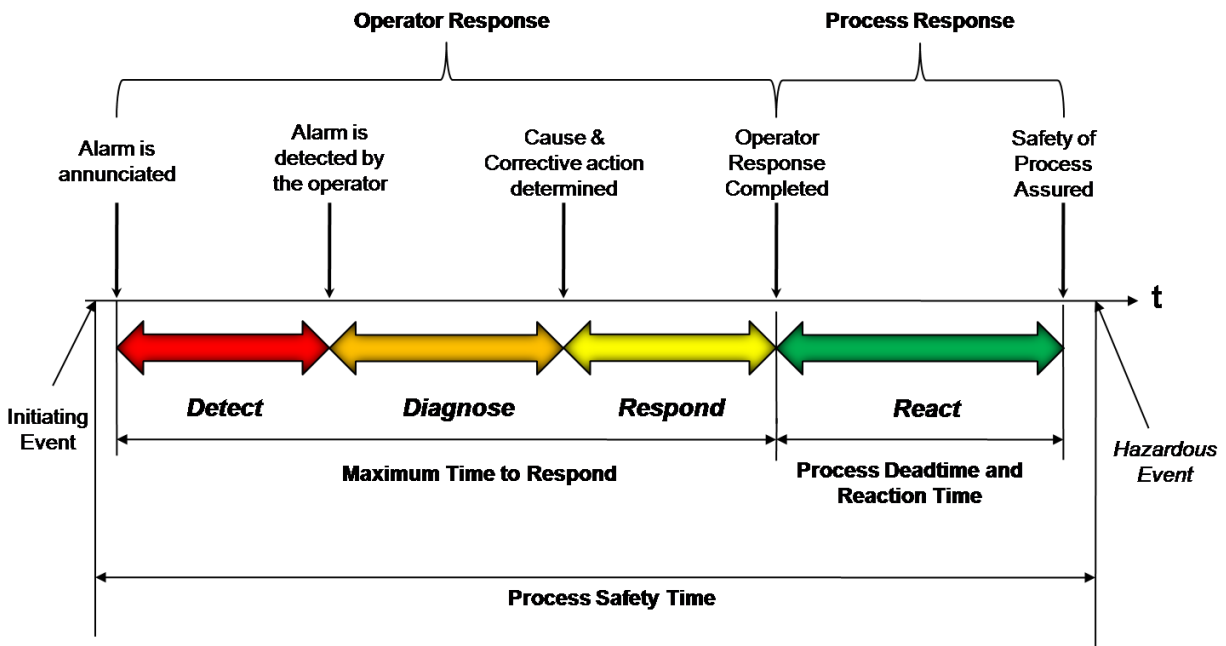 Operator Response
Process Response
Alarm is
annunciated
Alarm is
detected by
the operator
Cause &
Corrective action
determined
Operator
Response
Completed
Safety of
Process
Assured
t
Initiating
Event
Detect
Diagnose
Respond
React
Hazardous
Event
Maximum Time to Respond
Process Deadtime and
Reaction Time
Process Safety Time